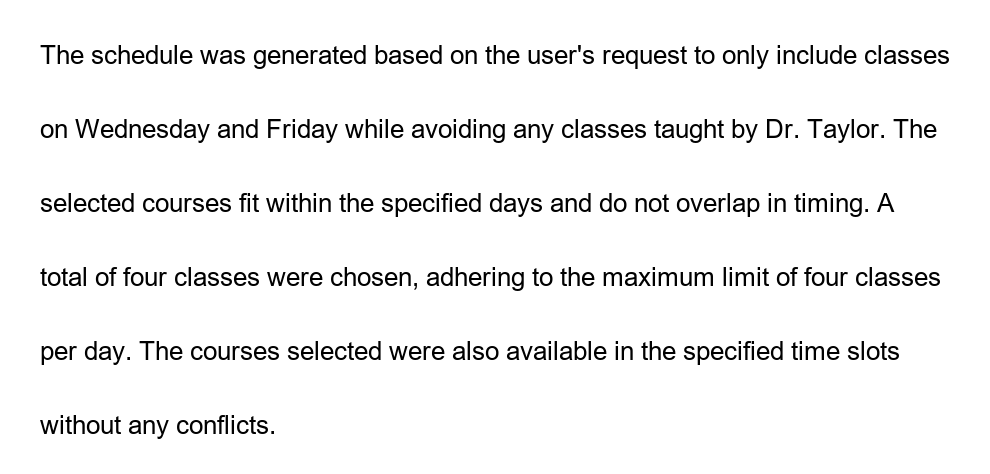 The schedule was generated based on the user's request to only include classes
on Wednesday and Friday while avoiding any classes taught by Dr. Taylor. The
selected courses fit within the specified days and do not overlap in timing. A
total of four classes were chosen, adhering to the maximum limit of four classes
per day. The courses selected were also available in the specified time slots
without any conflicts.